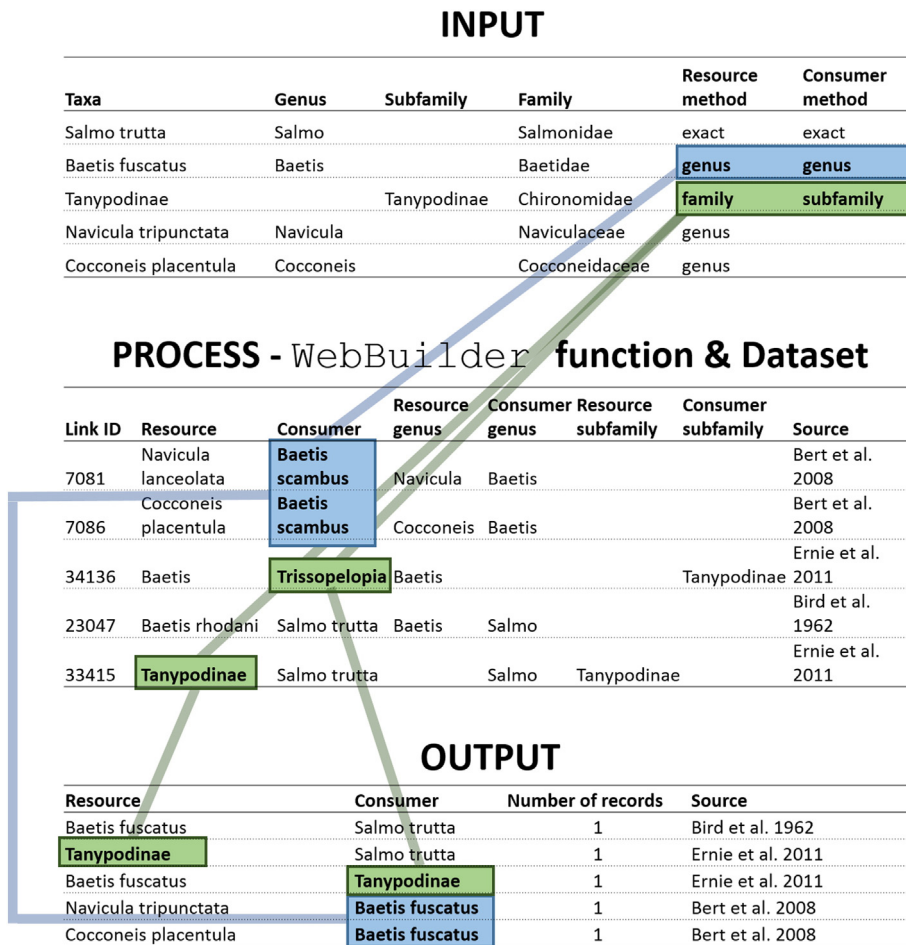 INPUT
Taxa Genus Subfamily Family Resource method Consumer method
Salmo trutta Salmo Salmonidae exact exact
Baetis fuscatus Baetis Baetidae genus genus
Tanypodinae Tanypodinae Chironomidae family subfamily
Navicula tripunctata Navicula Naviculaceae genus
Cocconeis placentula Cocconeis Cocconeidaceae genus
PROCESS - WebBuilder function & Dataset
Link ID Resource Consumer Resource genus Consumer genus Resource subfamily Consumer subfamily Source
7081 Navicula lanceolata Baetis scambus Navicula Baetis Bert et al. 2008
7086 Cocconeis placentula Baetis scambus Cocconeis Baetis Bert et al. 2008
34136 Baetis Trissopelopia Baetis Tanypodinae Ernie et al. 2011
23047 Baetis rhodani Salmo trutta Baetis Salmo Bird et al. 1962
33415 Tanypodinae Salmo trutta Salmo Tanypodinae Ernie et al. 2011
OUTPUT
Resource Consumer Number of records Source
Baetis fuscatus Salmo trutta 1 Bird et al. 1962
Tanypodinae Salmo trutta 1 Ernie et al. 2011
Baetis fuscatus Tanypodinae 1 Ernie et al. 2011
Navicula tripunctata Baetis fuscatus 1 Bert et al. 2008
Cocconeis placentula Baetis fuscatus 1 Bert et al. 2008